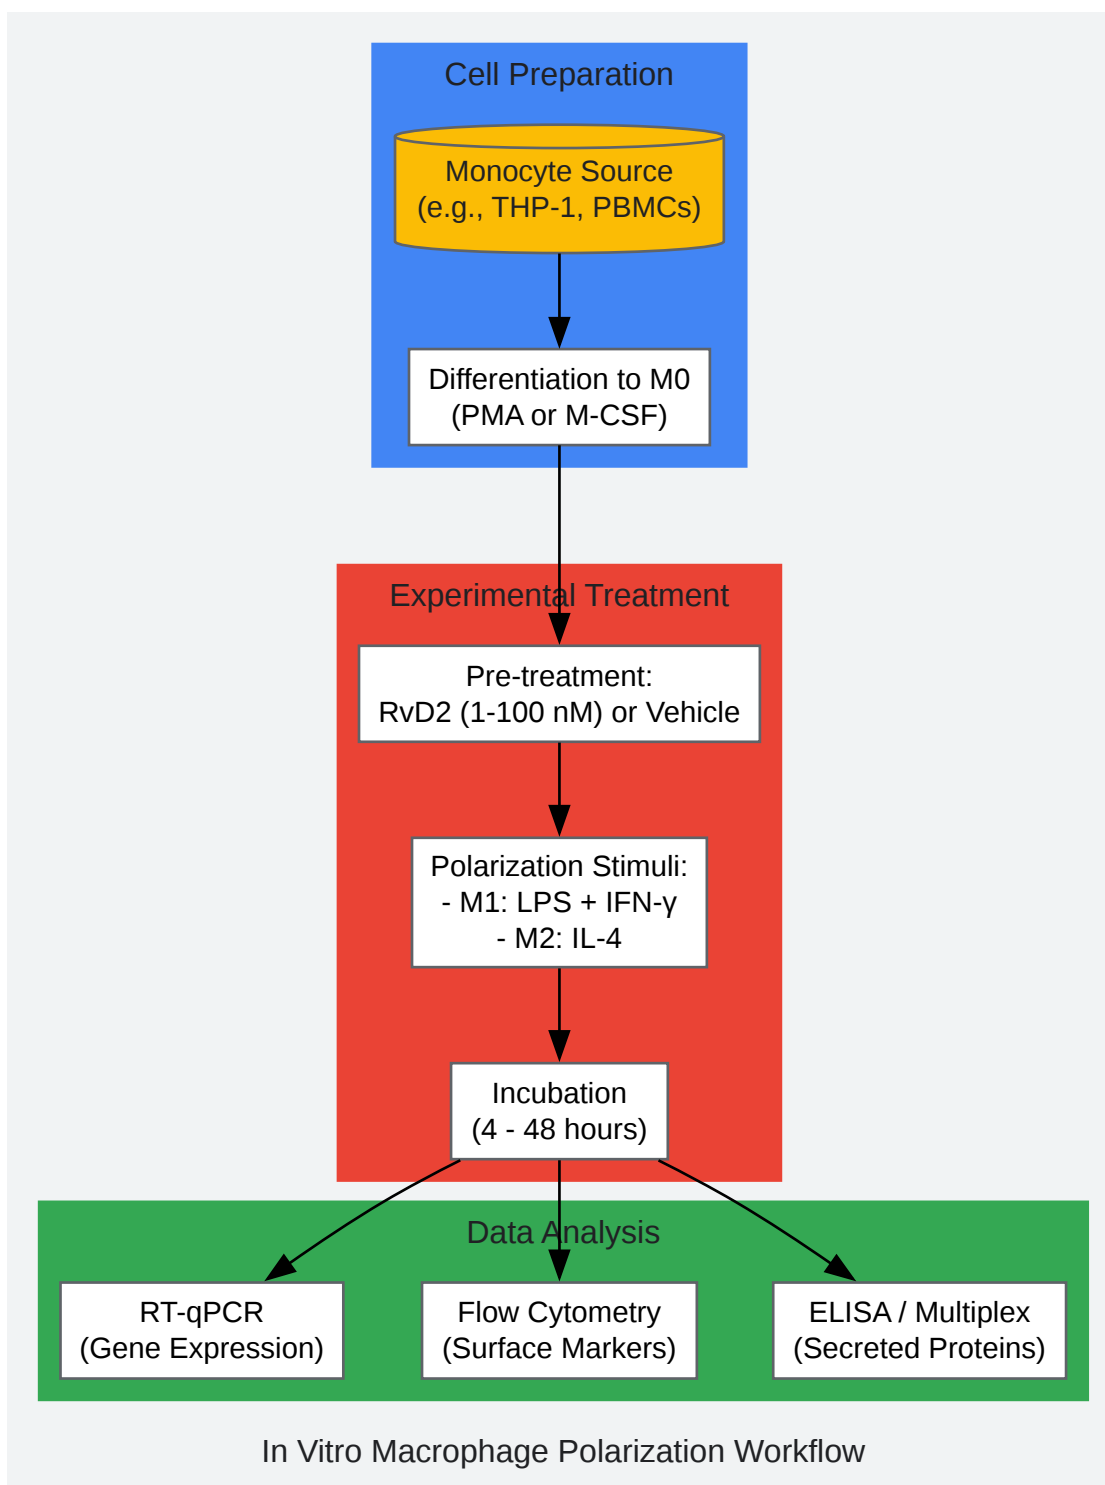 Cell Preparation
Monocyte Source
(e.g., THP-1, PBMCs)
Differentiation to M0
(PMA or M-CSF)
Experimental Treatment
Pre-treatment:
RvD2 (1-100 nM) or Vehicle
Polarization Stimuli:
- M1: LPS + IFN-γ
- M2: IL-4
Incubation
(4 - 48 hours)
Data Analysis
RT-qPCR
(Gene Expression)
Flow Cytometry
(Surface Markers)
ELISA / Multiplex
(Secreted Proteins)
In Vitro Macrophage Polarization Workflow